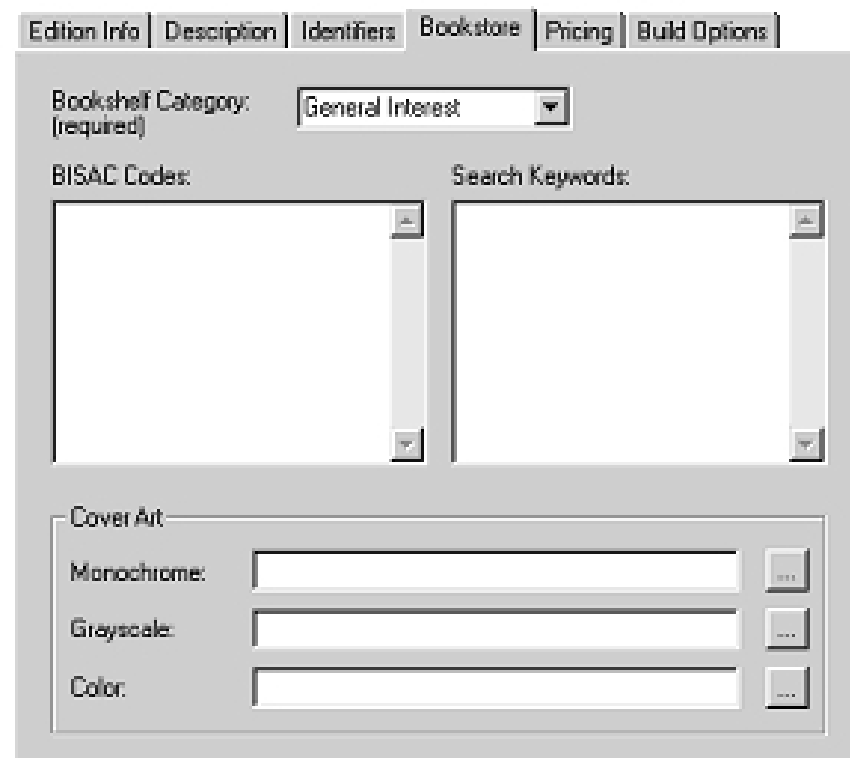 Edition Info Description Identifiers Bookstore Pricing Build Options
Bookshelf Category: General Interest
(required)
BISAC Codes: Search Keywords:
Cover Art
Monochrome: ...
Grayscale: ...
Color: ...